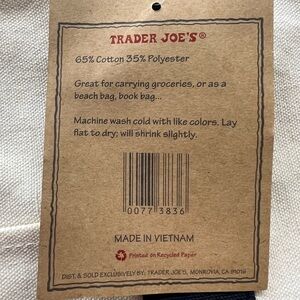 TRADER JOE'S®
65% Cotton 35% Polyester
Great for carrying groceries, or as a
beach bag, book bag...
Machine wash cold with like colors. Lay
flat to dry; will shrink slightly.
0077 3836
MADE IN VIETNAM
Printed on Recycled Paper
DIST. & SOLD EXCLUSIVELY BY: TRADER JOE'S, MONROVIA, CA 91016